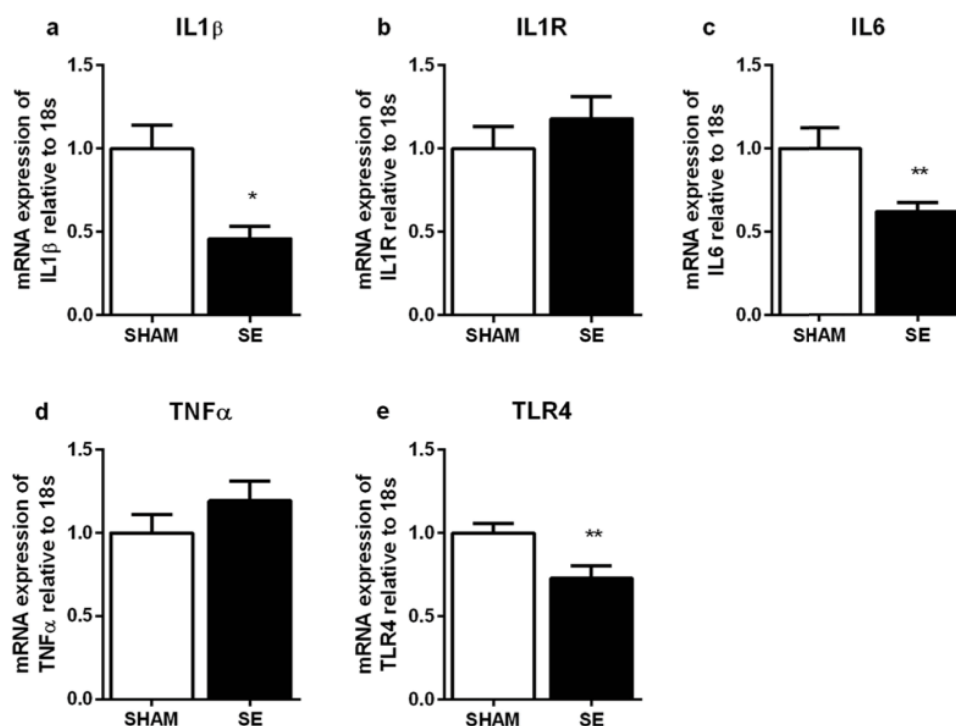 a IL1β
mRNA expression of
IL1β relative to 18s
1.5
1.0
0.5
0.0
*
SHAM SE
b IL1R
mRNA expression of
IL1R relative to 18s
1.5
1.0
0.5
0.0
SHAM SE
c IL6
mRNA expression of
IL6 relative to 18s
1.5
1.0
0.5
0.0
**
SHAM SE
d TNFα
mRNA expression of
TNFα relative to 18s
1.5
1.0
0.5
0.0
SHAM SE
e TLR4
mRNA expression of
TLR4 relative to 18s
1.5
1.0
0.5
0.0
**
SHAM SE